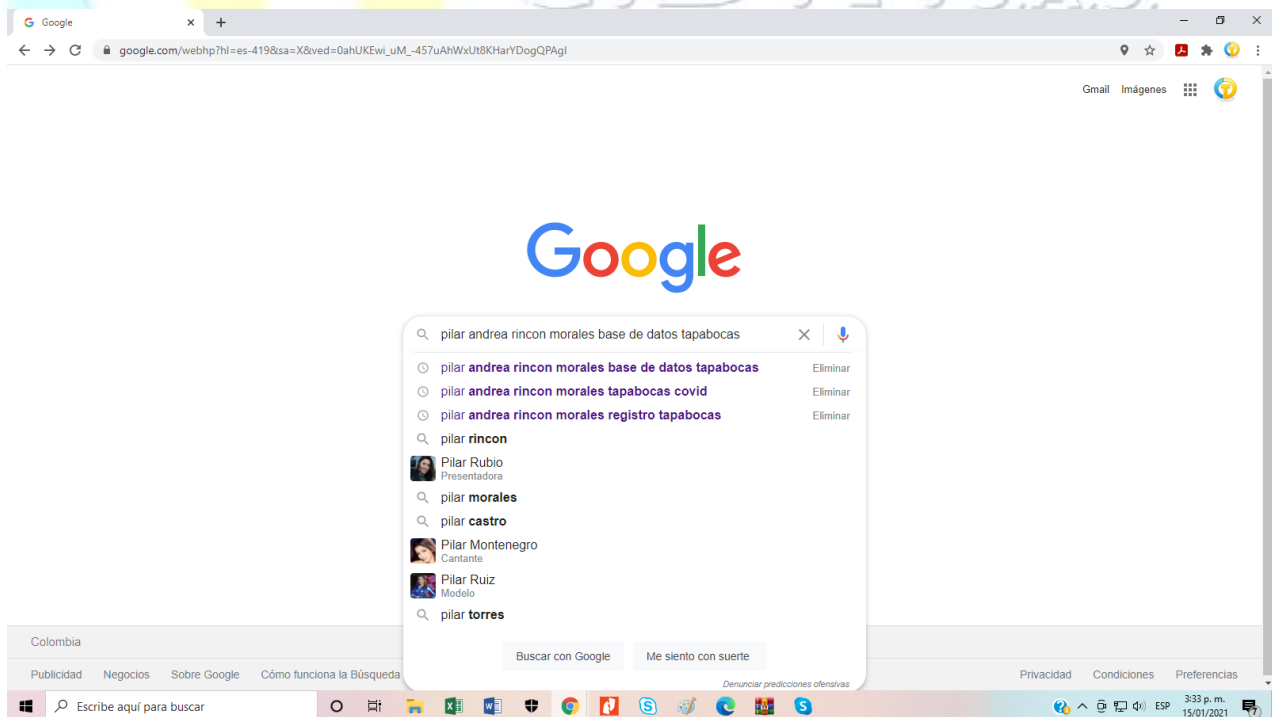 Google
google.com/webhp?hl=es-419&sa=X&ved=0ahUKEwi_uM_-457uAhWxUt8KHarYDogQPAgI
Gmail Imágenes
Google
pilar andrea rincon morales base de datos tapabocas
pilar andrea rincon morales base de datos tapabocas Eliminar
pilar andrea rincon morales tapabocas covid Eliminar
pilar andrea rincon morales registro tapabocas Eliminar
pilar rincon
Pilar Rubio
Presentadora
pilar morales
pilar castro
Pilar Montenegro
Cantante
Pilar Ruiz
Modelo
pilar torres
Colombia
Buscar con Google Me siento con suerte
Publicidad Negocios Sobre Google Cómo funciona la Búsqueda Privacidad Condiciones Preferencias
Denunciar predicciones ofensivas
Escribe aquí para buscar ESP 3:33 p. m.
15/01/2021